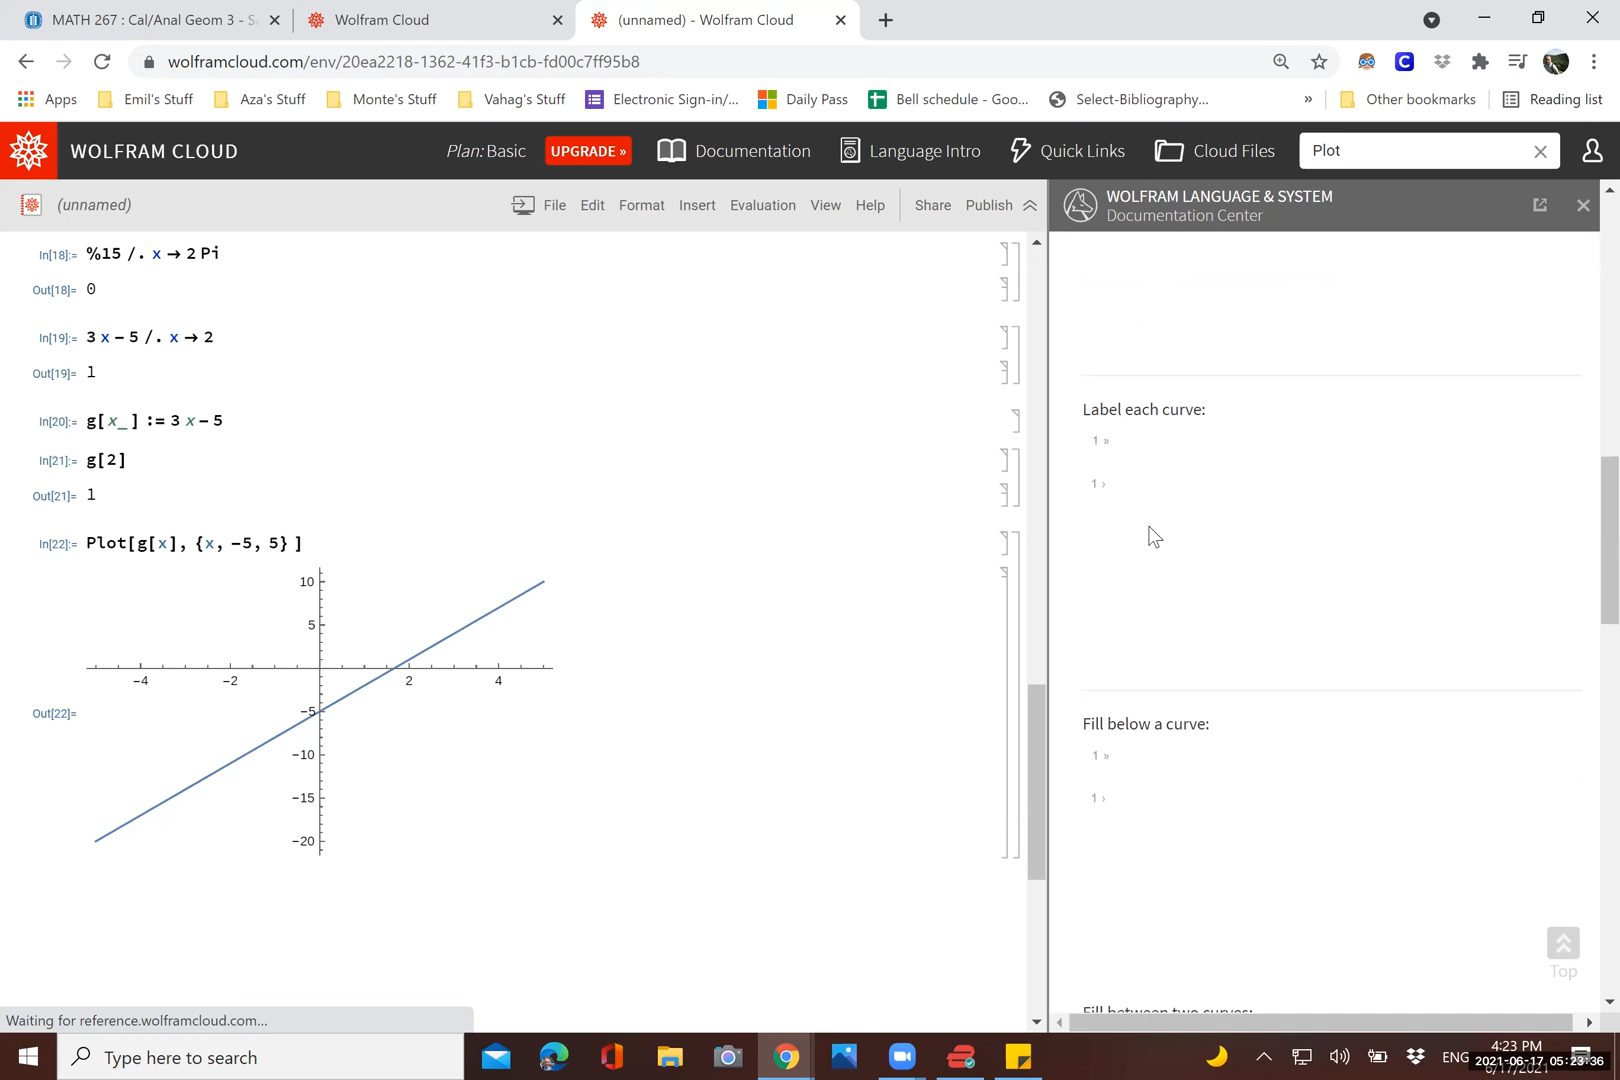 MATH 267 : Cal/Anal Geom 3 - S
Wolfram Cloud
(unnamed) - Wolfram Cloud
wolframcloud.com/env/20ea2218-1362-41f3-b1cb-fd00c7ff95b8
Apps
Emil's Stuff
Aza's Stuff
Monte's Stuff
Vahag's Stuff
Electronic Sign-in/...
Daily Pass
Bell schedule - Goo...
Select-Bibliography...
»
Other bookmarks
Reading list
WOLFRAM CLOUD
Plan: Basic
UPGRADE »
Documentation
Language Intro
Quick Links
Cloud Files
Plot
(unnamed)
File
Edit
Format
Insert
Evaluation
View
Help
Share
Publish
WOLFRAM LANGUAGE & SYSTEM
Documentation Center
In[18]:= %15 /. x → 2 Pi
Out[18]= 0
In[19]:= 3 x − 5 /. x → 2
Out[19]= 1
In[20]:= g[x_] := 3 x − 5
In[21]:= g[2]
Out[21]= 1
In[22]:= Plot[g[x], {x, −5, 5} ]
10
5
−4
−2
2
4
−5
−10
−15
−20
Out[22]=
Label each curve:
1 »
1 ›
Fill below a curve:
1 »
1 ›
Top
Fill between two curves:
Waiting for reference.wolframcloud.com...
Type here to search
ENG
4:23 PM
2021-06-17 05:23:36